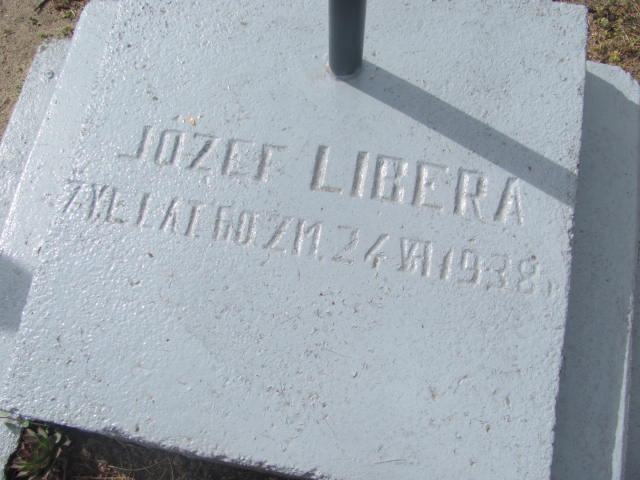 JÓZEF LIBERA
ŻYŁ LAT 60 ZM. 24 VII 1938.